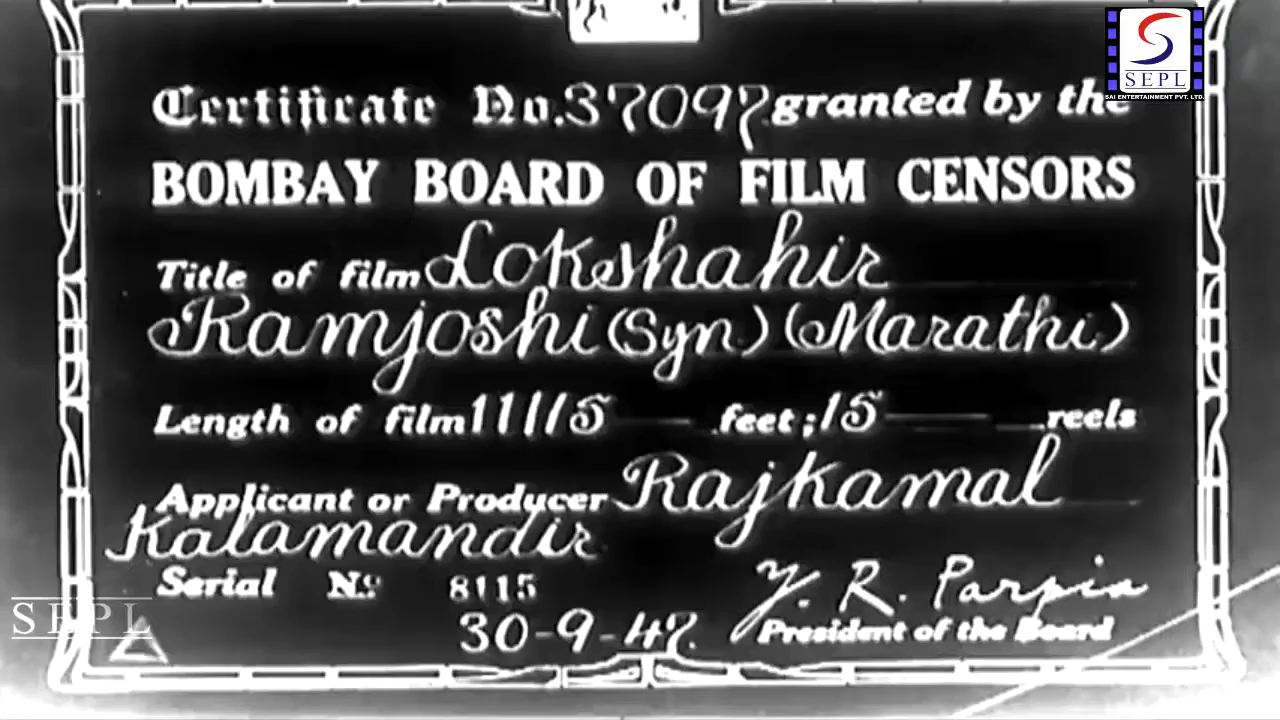 SEPL
SAI ENTERTAINMENT PVT. LTD.
Certificate No. 37097 granted by the
BOMBAY BOARD OF FILM CENSORS
Title of film Lokshahir
Ramjoshi (Syn) (Marathi)
Length of film 11115 feet; 15 reels
Applicant or Producer Rajkamal
Kalamandir
Serial No. 8115
30-9-47.
Y. R. Parpia
President of the Board
SEPL